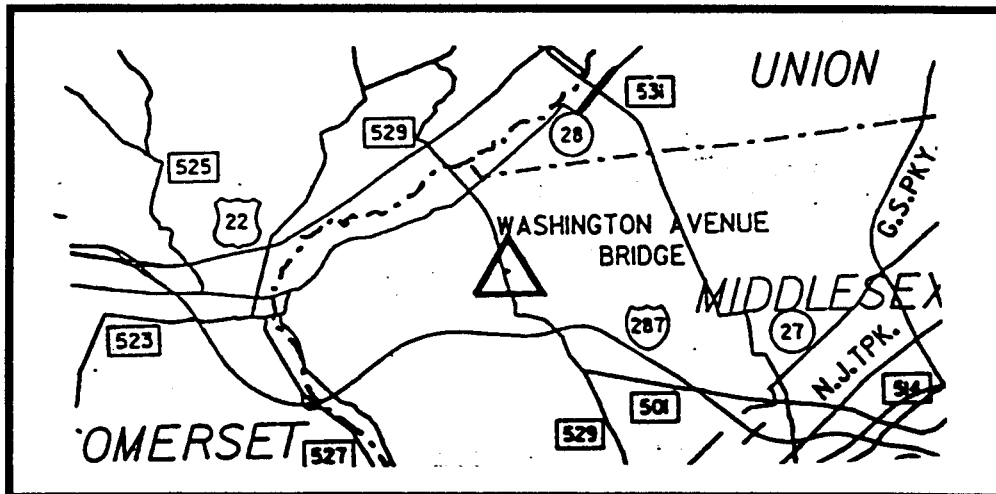 UNION
531
529
28
525
22
G.S.PKY.
WASHINGTON AVENUE
BRIDGE
MIDDLESEX
287
27
523
N.J.TPK.
514
501
OMERSET
527
529